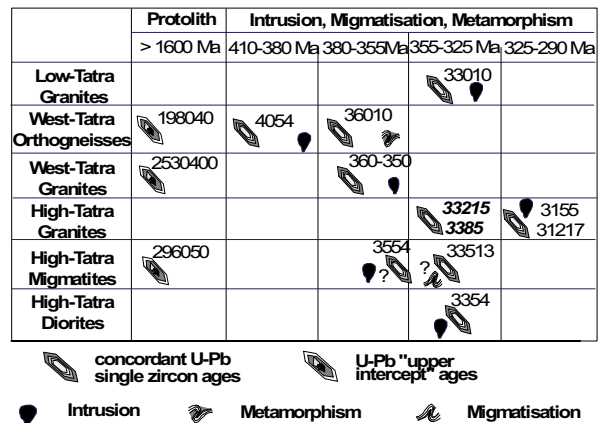 Protolith Intrusion, Migmatisation, Metamorphism
> 1600 Ma 410-380 Ma 380-355Ma 355-325 Ma 325-290 Ma
Low-Tatra 33010
Granites
West-Tatra 198040 4054 36010
Orthogneisses
West-Tatra 2530400 360-350
Granites
High-Tatra 33215 3155
Granites 3385 31217
High-Tatra 296050 3554 33513
Migmatites ? ?
High-Tatra 3354
Diorites
concordant U-Pb U-Pb "upper
single zircon ages intercept" ages
Intrusion Metamorphism Migmatisation